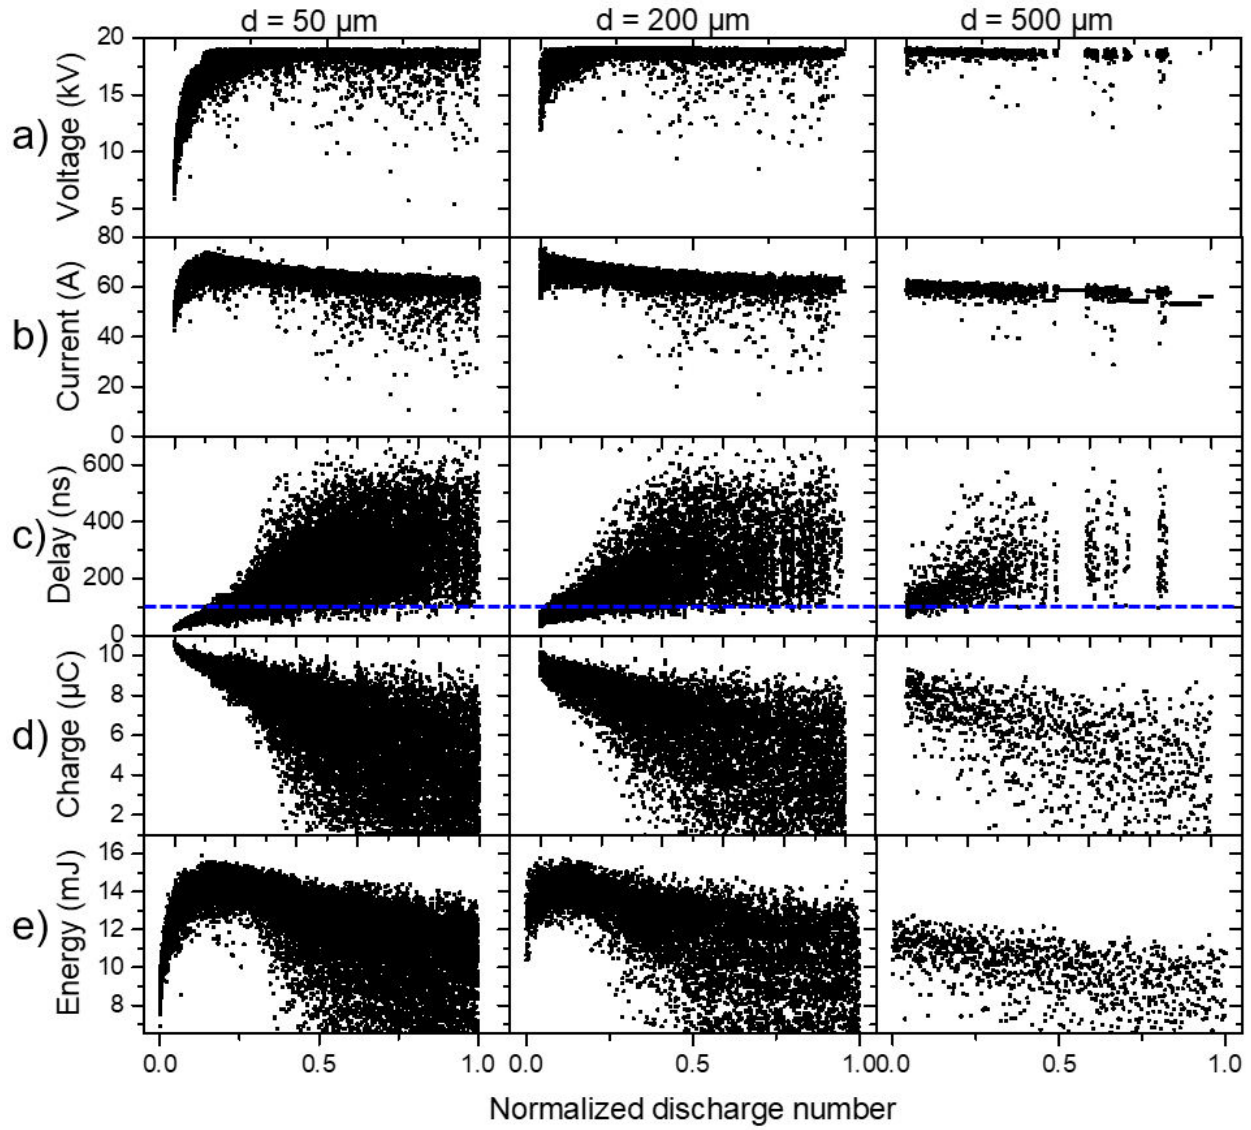 d = 50 µm d = 200 µm d = 500 µm
a) Voltage (kV) 20 15 10 5
b) Current (A) 80 80 60 40 20 0
c) Delay (ns) 600 400 200 0
d) Charge (µC) 10 8 6 4 2
e) Energy (mJ) 16 14 12 10 8
0.0 0.5 1.0 0.5 1.0 0.0 0.5 1.0
Normalized discharge number